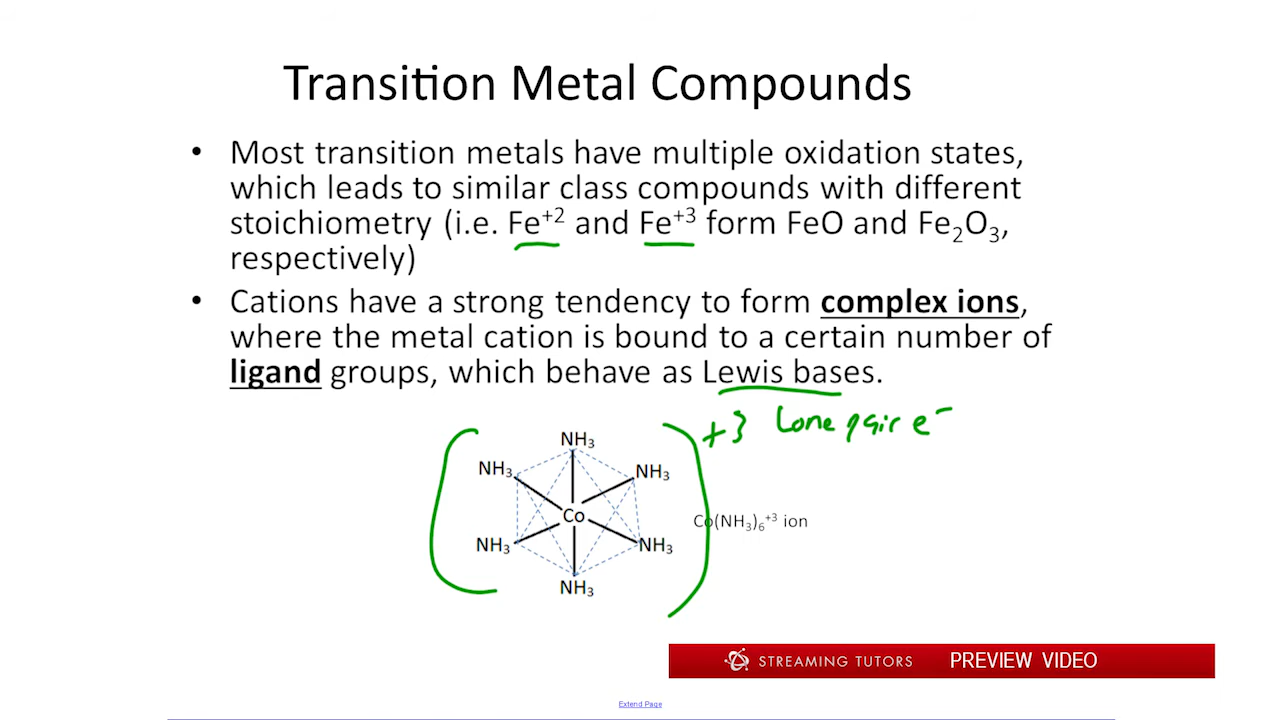 Transition Metal Compounds
• Most transition metals have multiple oxidation states,
which leads to similar class compounds with different
stoichiometry (i.e. Fe⁺² and Fe⁺³ form FeO and Fe₂O₃,
respectively)
• Cations have a strong tendency to form complex ions,
where the metal cation is bound to a certain number of
ligand groups, which behave as Lewis bases.
+3 Lone pair e⁻
NH₃
NH₃ NH₃
Co
Co(NH₃)₆⁺³ ion
NH₃ NH₃
NH₃
STREAMING TUTORS PREVIEW VIDEO
Extend Page